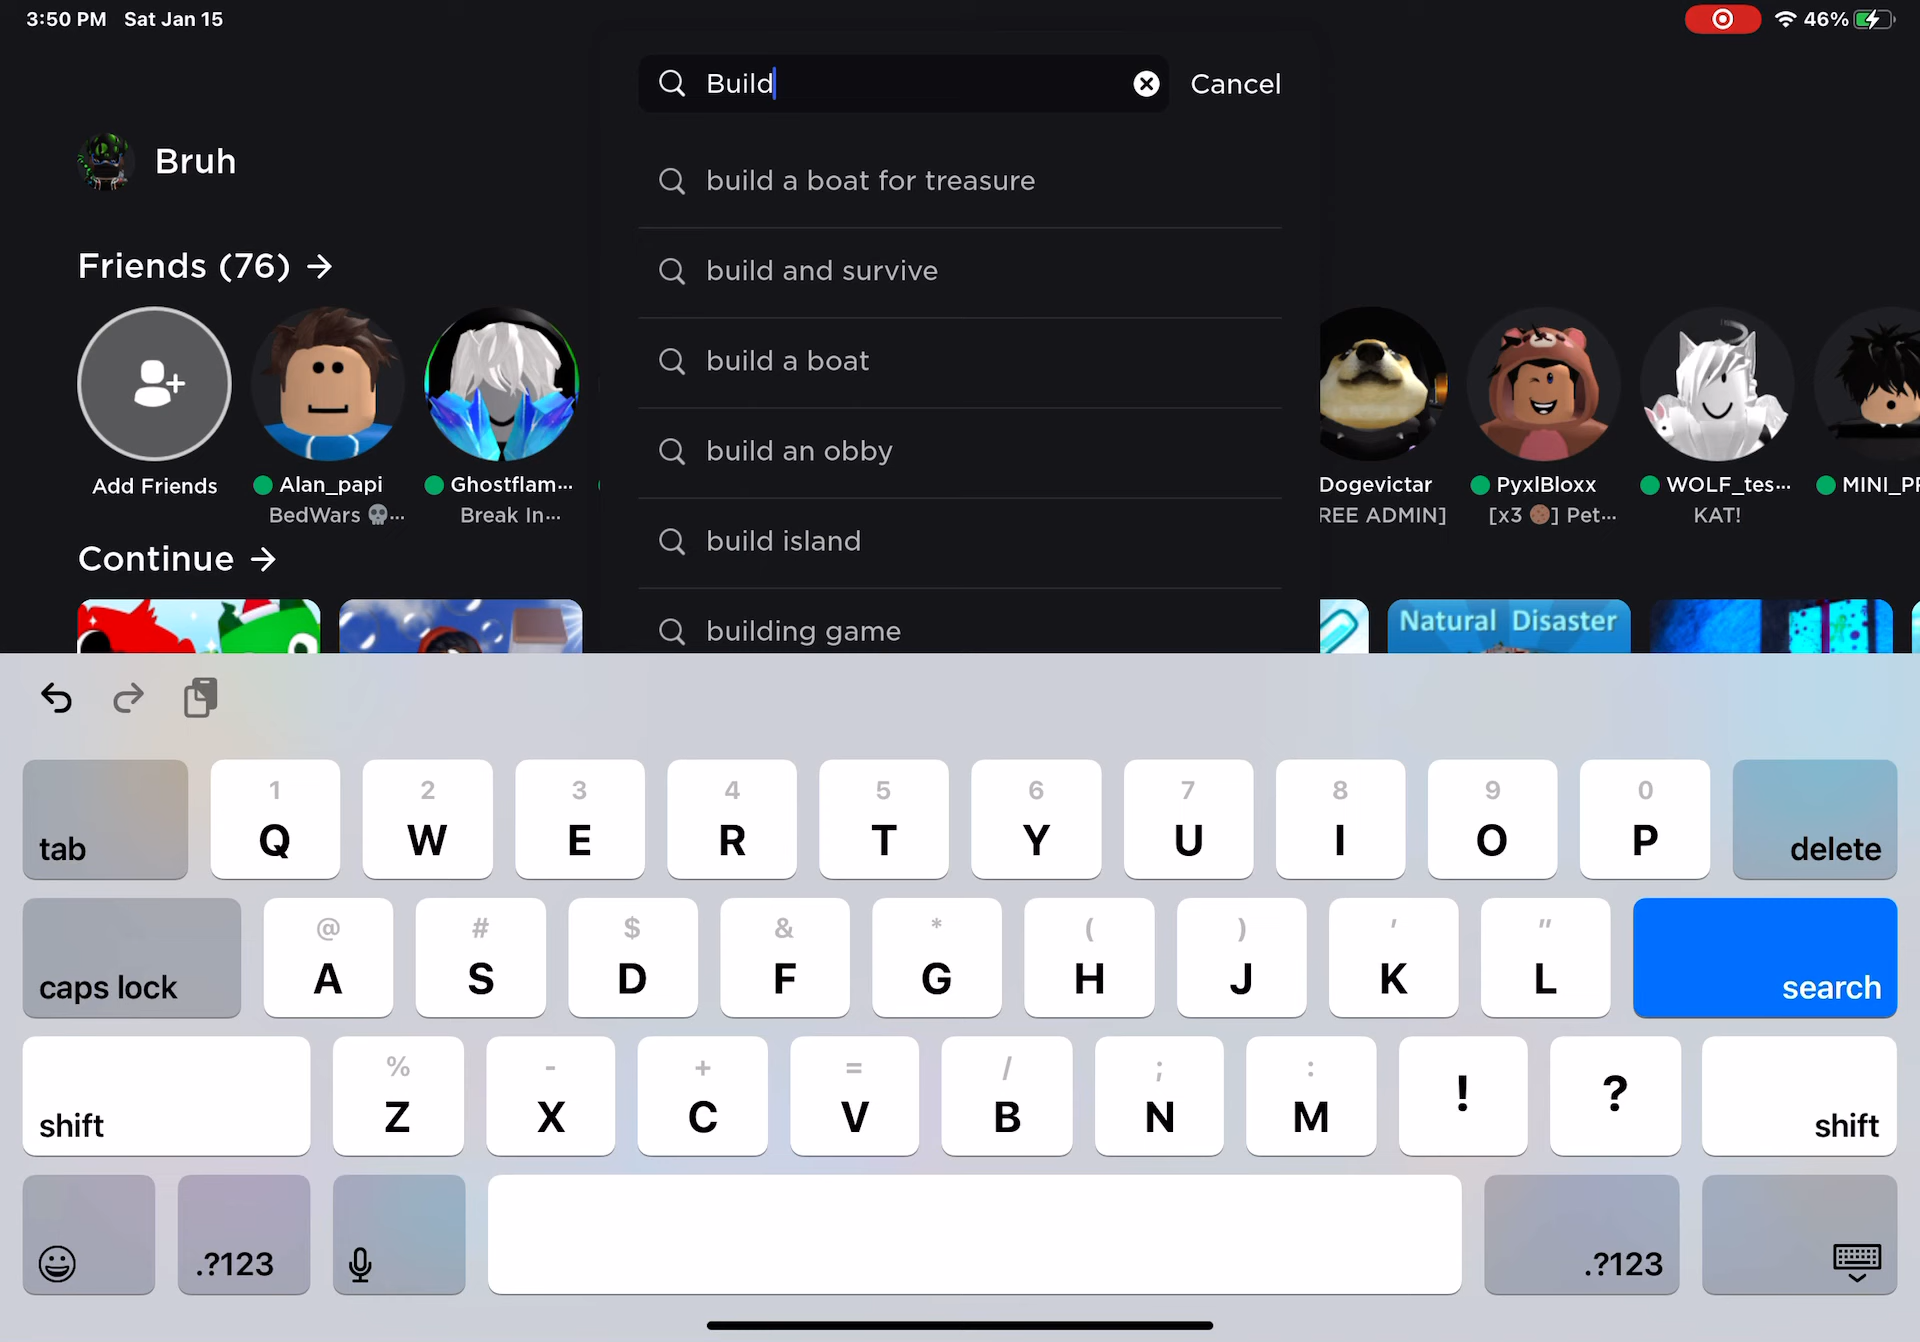 3:50 PM Sat Jan 15
46%
Build
Cancel
Bruh
build a boat for treasure
build and survive
build a boat
build an obby
build island
building game
Friends (76) →
Add Friends
Alan_papi
BedWars 💀...
Ghostflam...
Break In...
Dogevictar
REE ADMIN]
PyxlBloxx
[x3 🍪] Pet...
WOLF_tes...
KAT!
MINI_P
Continue →
Natural Disaster
tab
1 2 3 4 5 6 7 8 9 0
Q W E R T Y U I O P
delete
@ # $ & * ( ) ' "
caps lock
A S D F G H J K L
search
% - + = / ; :
shift
Z X C V B N M ! ?
shift
.?123
.?123